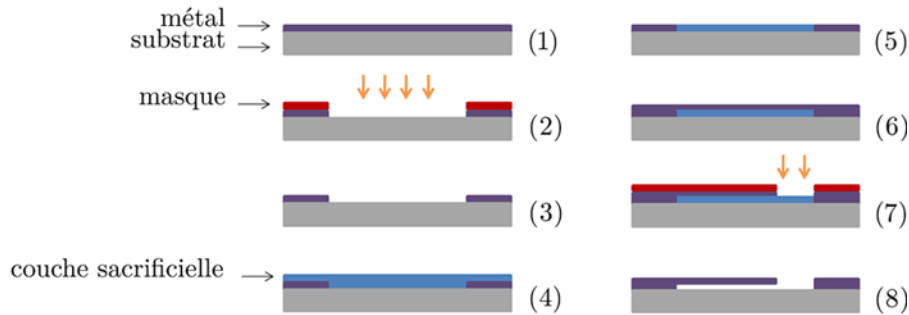 métal
substrat
(1)
(5)
masque
(2)
(6)
(3)
(7)
couche sacrificielle
(4)
(8)